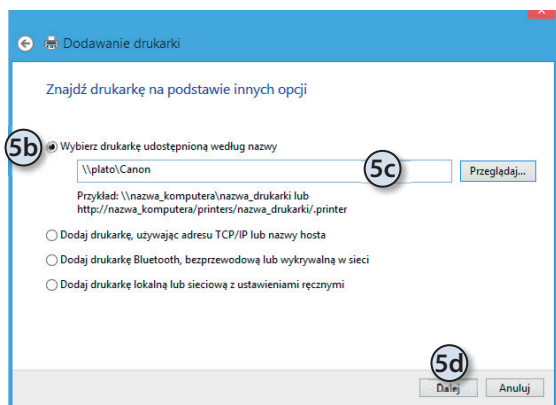 Dodawanie drukarki
Znajdź drukarkę na podstawie innych opcji
5b
Wybierz drukarkę udostępnioną według nazwy
\\plato\Canon
5c
Przeglądaj...
Przykład: \\nazwa_komputera\nazwa_drukarki lub
http://nazwa_komputera/printers/nazwa_drukarki/.printer
Dodaj drukarkę, używając adresu TCP/IP lub nazwy hosta
Dodaj drukarkę Bluetooth, bezprzewodową lub wykrywalną w sieci
Dodaj drukarkę lokalną lub sieciową z ustawieniami ręcznymi
5d
Dalej
Anuluj